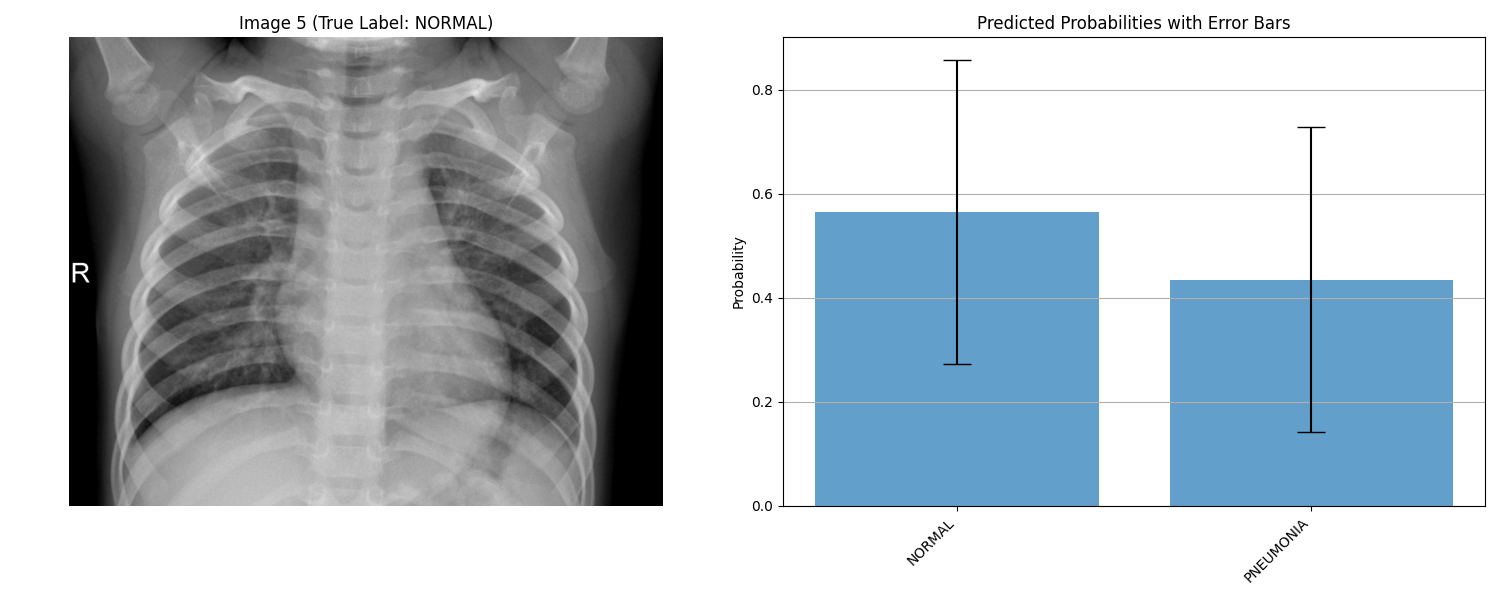 Image 5 (True Label: NORMAL)
R
Predicted Probabilities with Error Bars
Probability
0.8
0.6
0.4
0.2
0.0
NORMAL
PNEUMONIA